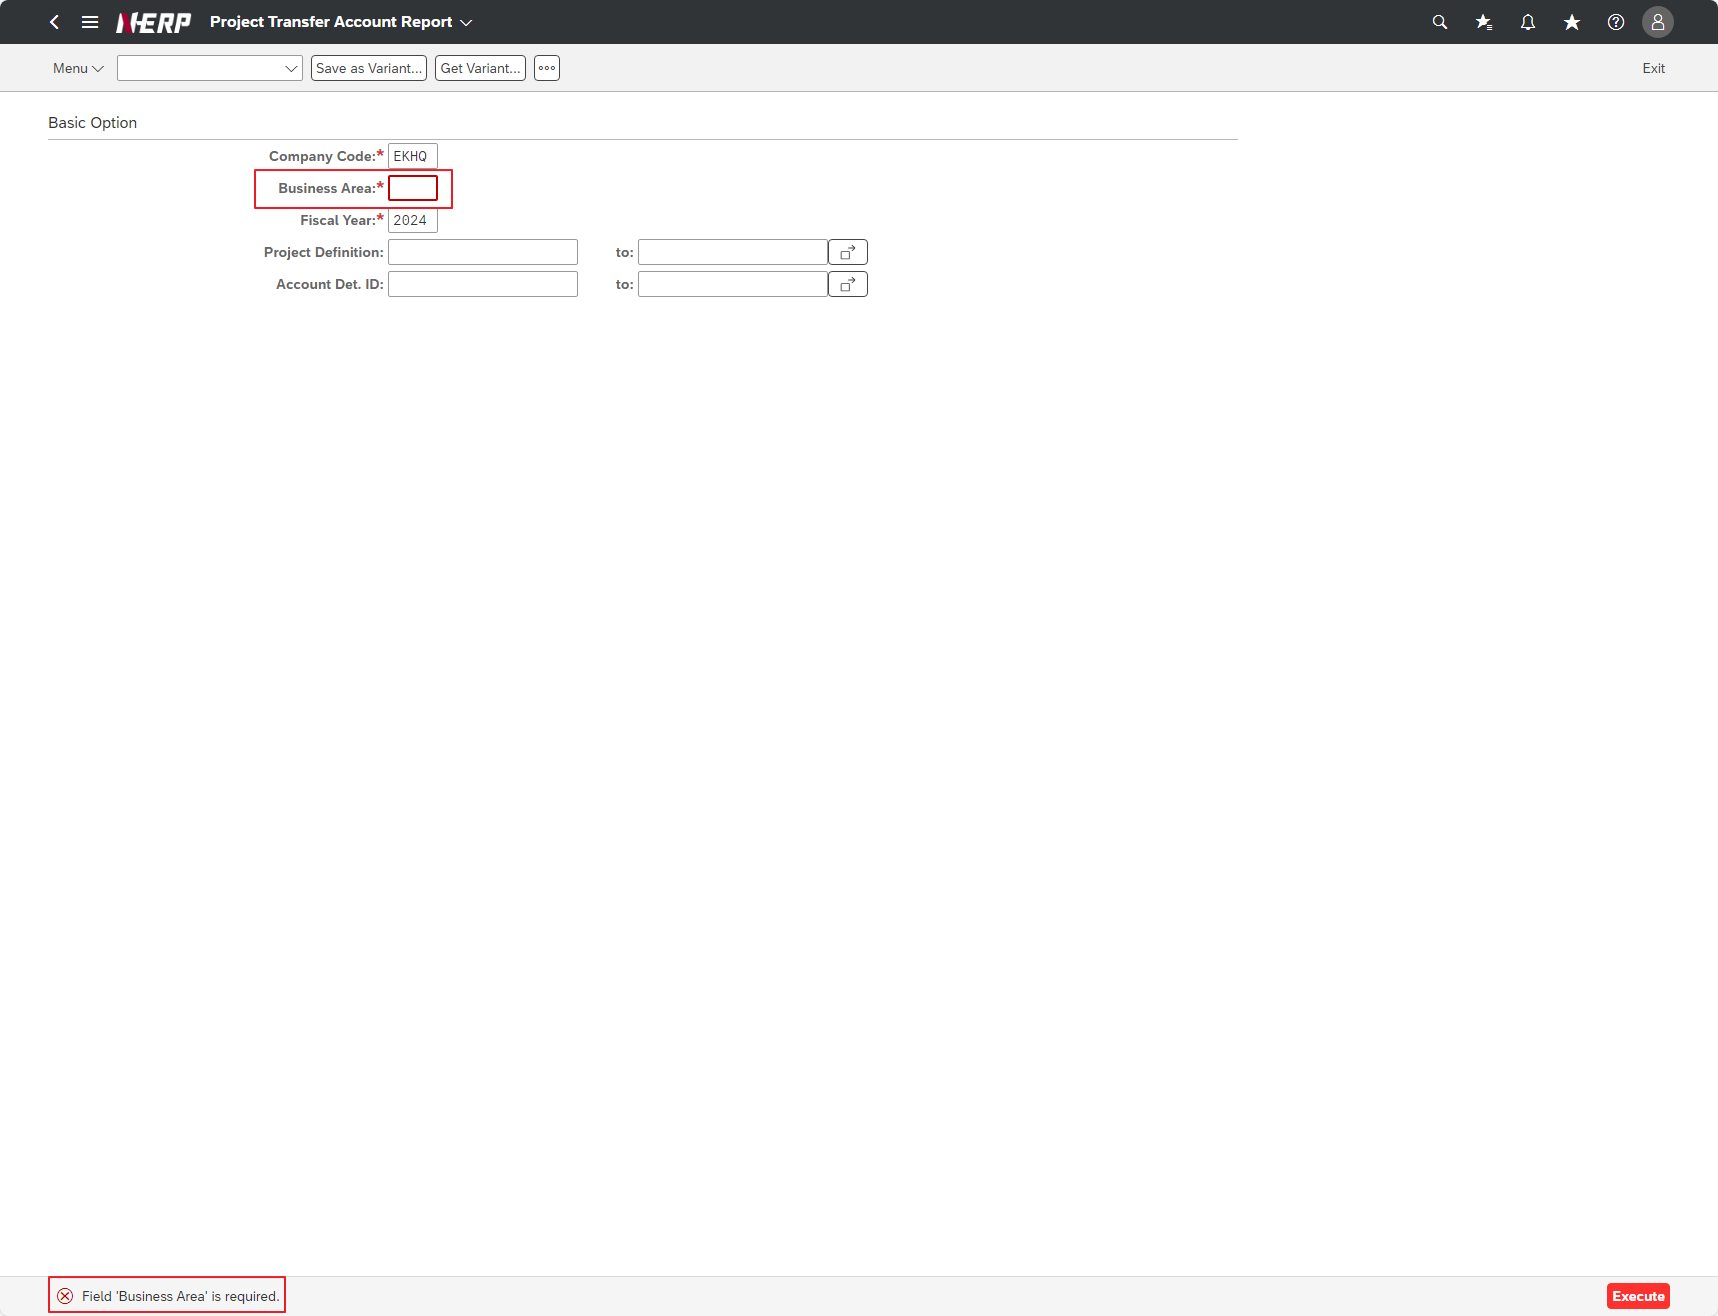 NERP Project Transfer Account Report
Menu Save as Variant... Get Variant... Exit
Basic Option
Company Code:* EKHQ
Business Area:*
Fiscal Year:* 2024
Project Definition: to:
Account Det. ID: to:
Field 'Business Area' is required. Execute